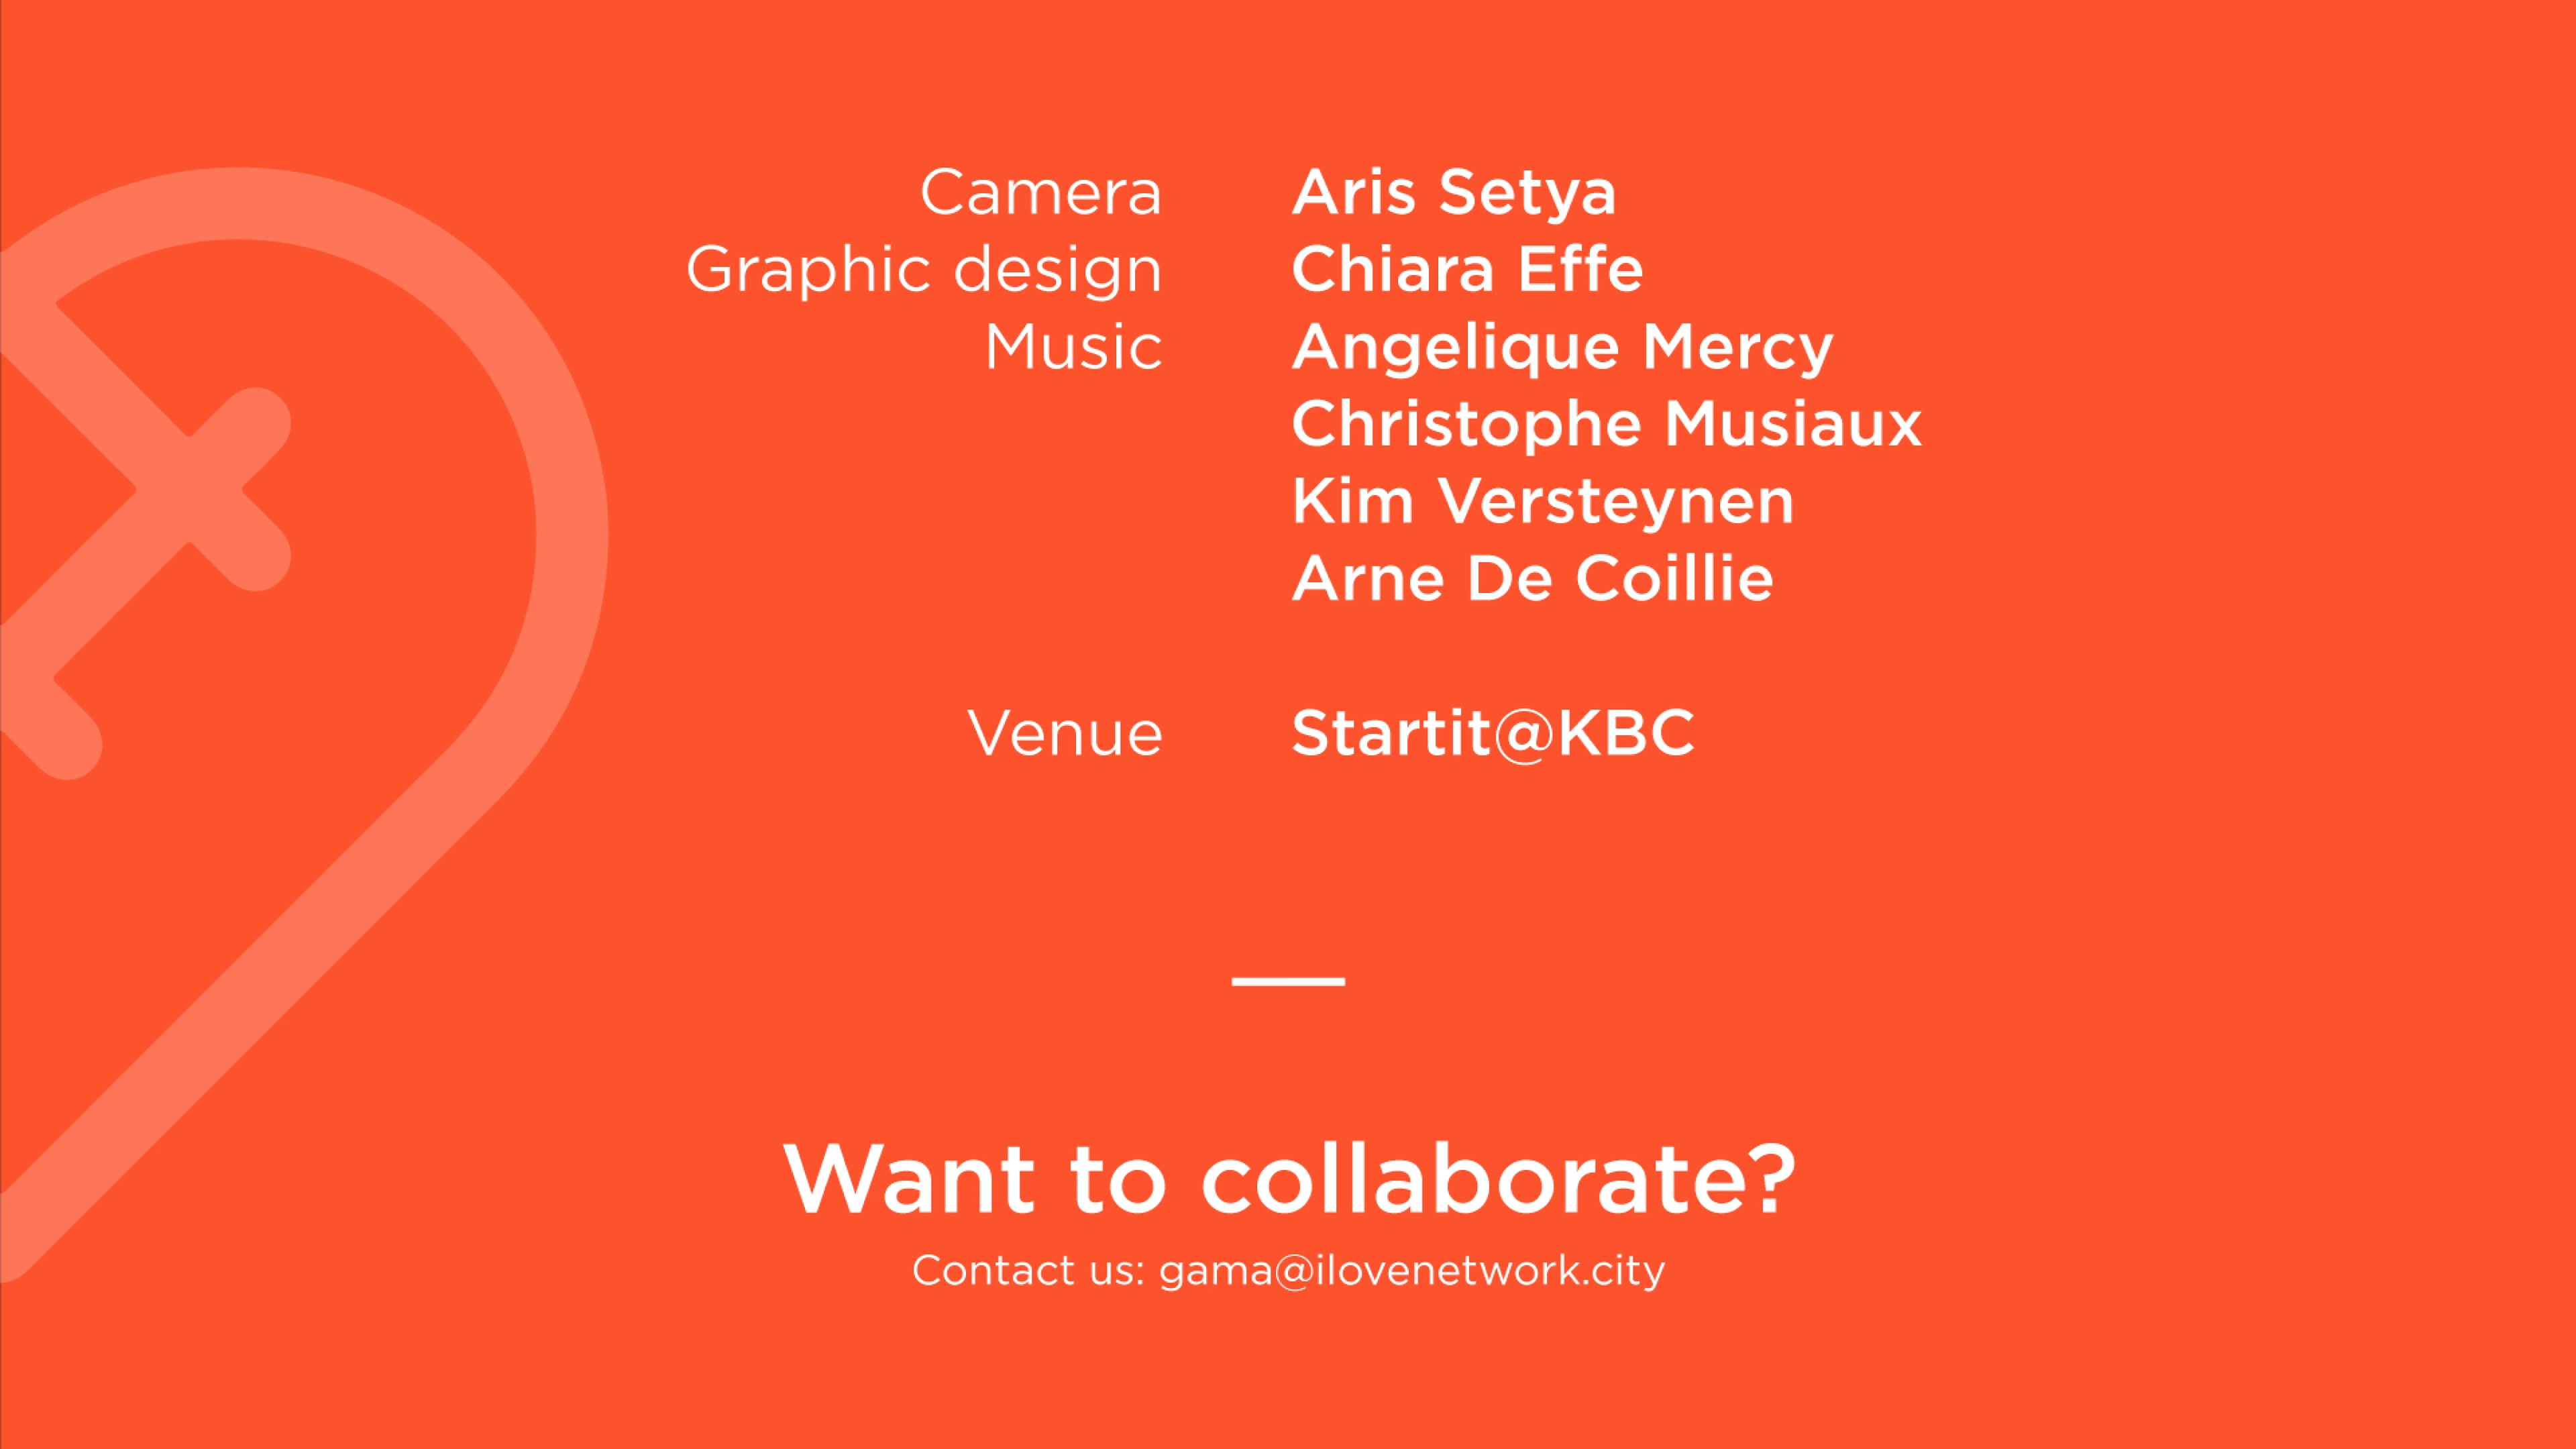 Camera Aris Setya
Graphic design Chiara Effe
Music Angelique Mercy
Christophe Musiaux
Kim Versteynen
Arne De Coillie
Venue Startit@KBC
Want to collaborate?
Contact us: gama@ilovenetwork.city